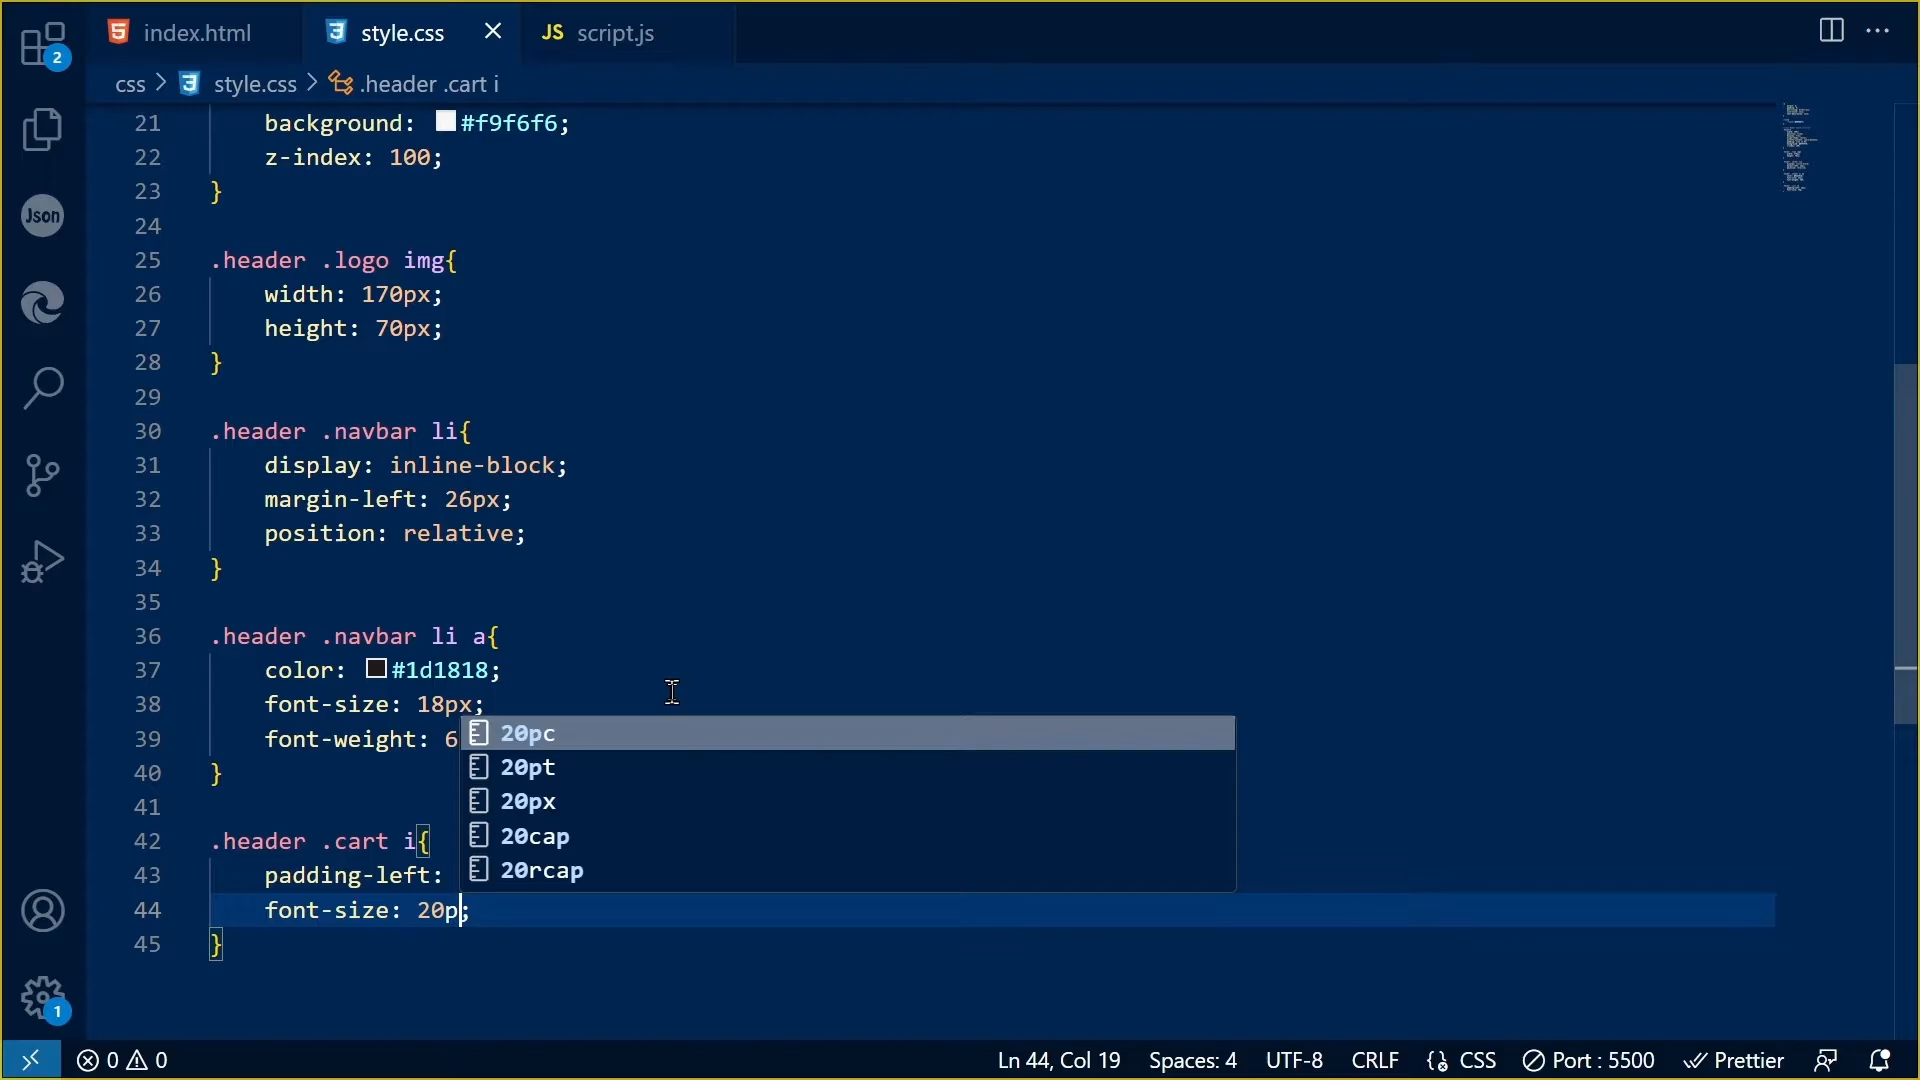 index.html
style.css
JS script.js
css > style.css > .header .cart i
21 background: #f9f6f6;
22 z-index: 100;
23 }
24
25 .header .logo img{
26 width: 170px;
27 height: 70px;
28 }
29
30 .header .navbar li{
31 display: inline-block;
32 margin-left: 26px;
33 position: relative;
34 }
35
36 .header .navbar li a{
37 color: #1d1818;
38 font-size: 18px;
39 font-weight: 6
40 }
41
42 .header .cart i{
43 padding-left:
44 font-size: 20p;
45 }
20pc
20pt
20px
20cap
20rcap
2
Json
1
0 0
Ln 44, Col 19
Spaces: 4
UTF-8
CRLF
CSS
Port : 5500
Prettier